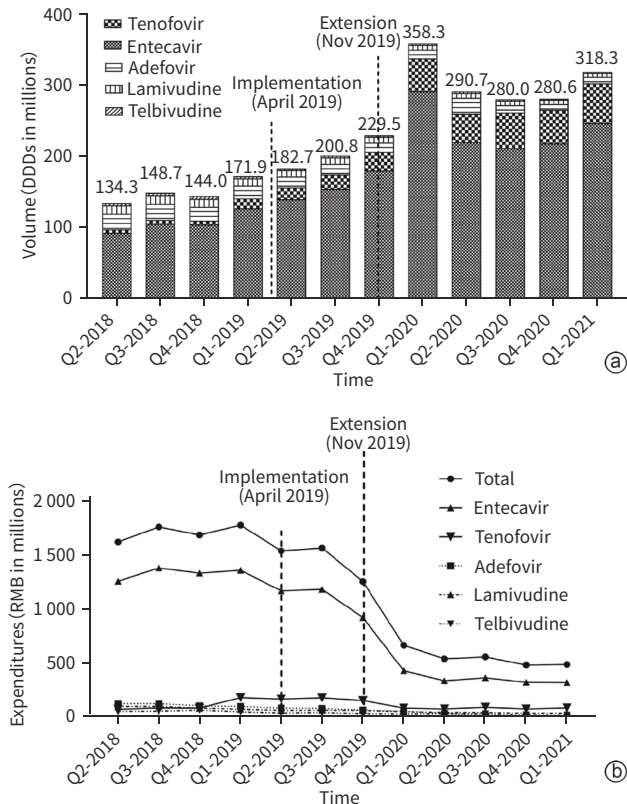 400
300
200
100
0
Volume (DDDs in millions)
Tenofovir
Entecavir
Adefovir
Lamivudine
Telbivudine
Implementation
(April 2019)
Extension
(Nov 2019)
134.3
148.7
144.0
171.9
182.7
200.8
229.5
358.3
290.7
280.0
280.6
318.3
Q2-2018
Q3-2018
Q4-2018
Q1-2019
Q2-2019
Q3-2019
Q4-2019
Q1-2020
Q2-2020
Q3-2020
Q4-2020
Q1-2021
Time
a
Extension
(Nov 2019)
Implementation
(April 2019)
Total
Entecavir
Tenofovir
Adefovir
Lamivudine
Telbivudine
2 000
1 500
1 000
500
0
Expenditures (RMB in millions)
Q2-2018
Q3-2018
Q4-2018
Q1-2019
Q2-2019
Q3-2019
Q4-2019
Q1-2020
Q2-2020
Q3-2020
Q4-2020
Q1-2021
Time
b